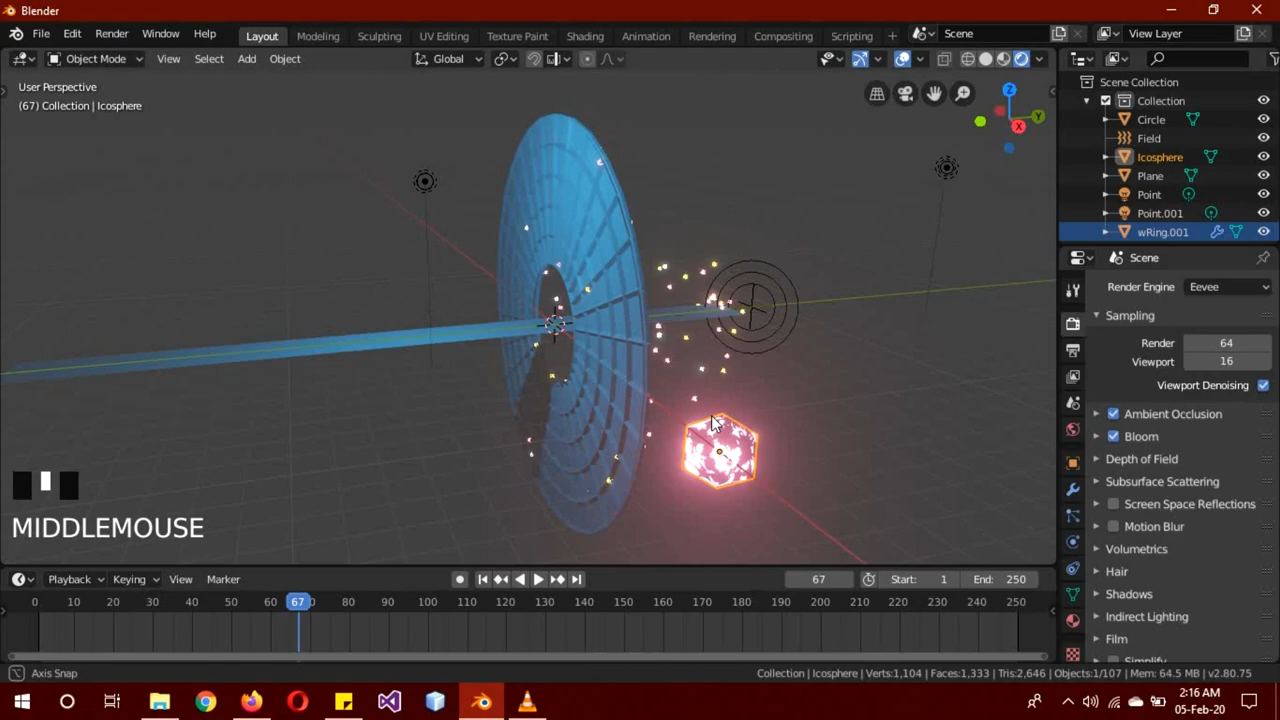 Blender
File Edit Render Window Help Layout Modeling Sculpting UV Editing Texture Paint Shading Animation Rendering Compositing Scripting Scene View Layer
Object Mode View Select Add Object Global
User Perspective
(67) Collection | Icosphere
Z
Y
X
Scene Collection
Collection
Circle
Field
Icosphere
Plane
Point
Point.001
wRing.001
Scene
Render Engine Eevee
Sampling
Render 64
Viewport 16
Viewport Denoising
Ambient Occlusion
Bloom
Depth of Field
Subsurface Scattering
Screen Space Reflections
Motion Blur
Volumetrics
Hair
Shadows
Indirect Lighting
Film
Simplify
MIDDLEMOUSE
Playback Keying View Marker 67 Start: 1 End: 250
0 10 20 30 40 50 60 67 80 90 100 110 120 130 140 150 160 170 180 190 200 210 220 230 240 250
Axis Snap
Collection | Icosphere | Verts:1,104 | Faces:1,333 | Tris:2,646 | Objects:1/107 | Mem: 64.5 MB | v2.80.75
2:16 AM
05-Feb-20